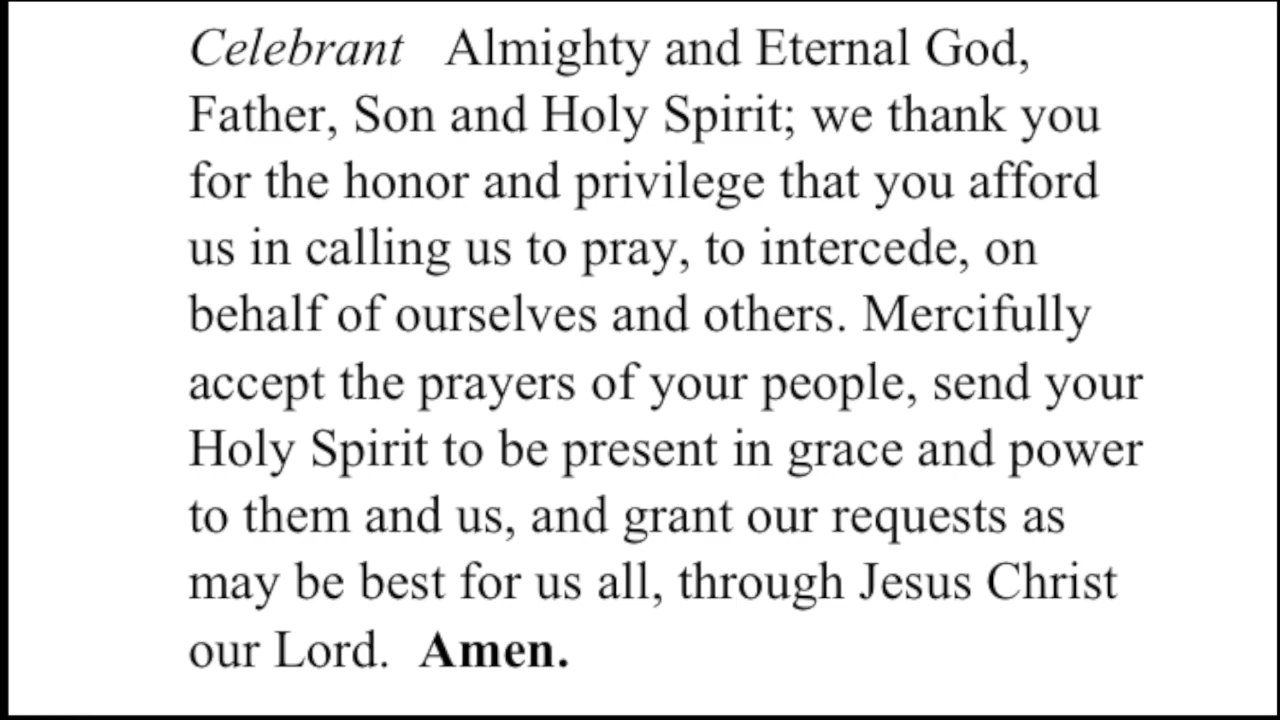 Celebrant Almighty and Eternal God,
Father, Son and Holy Spirit; we thank you
for the honor and privilege that you afford
us in calling us to pray, to intercede, on
behalf of ourselves and others. Mercifully
accept the prayers of your people, send your
Holy Spirit to be present in grace and power
to them and us, and grant our requests as
may be best for us all, through Jesus Christ
our Lord. Amen.